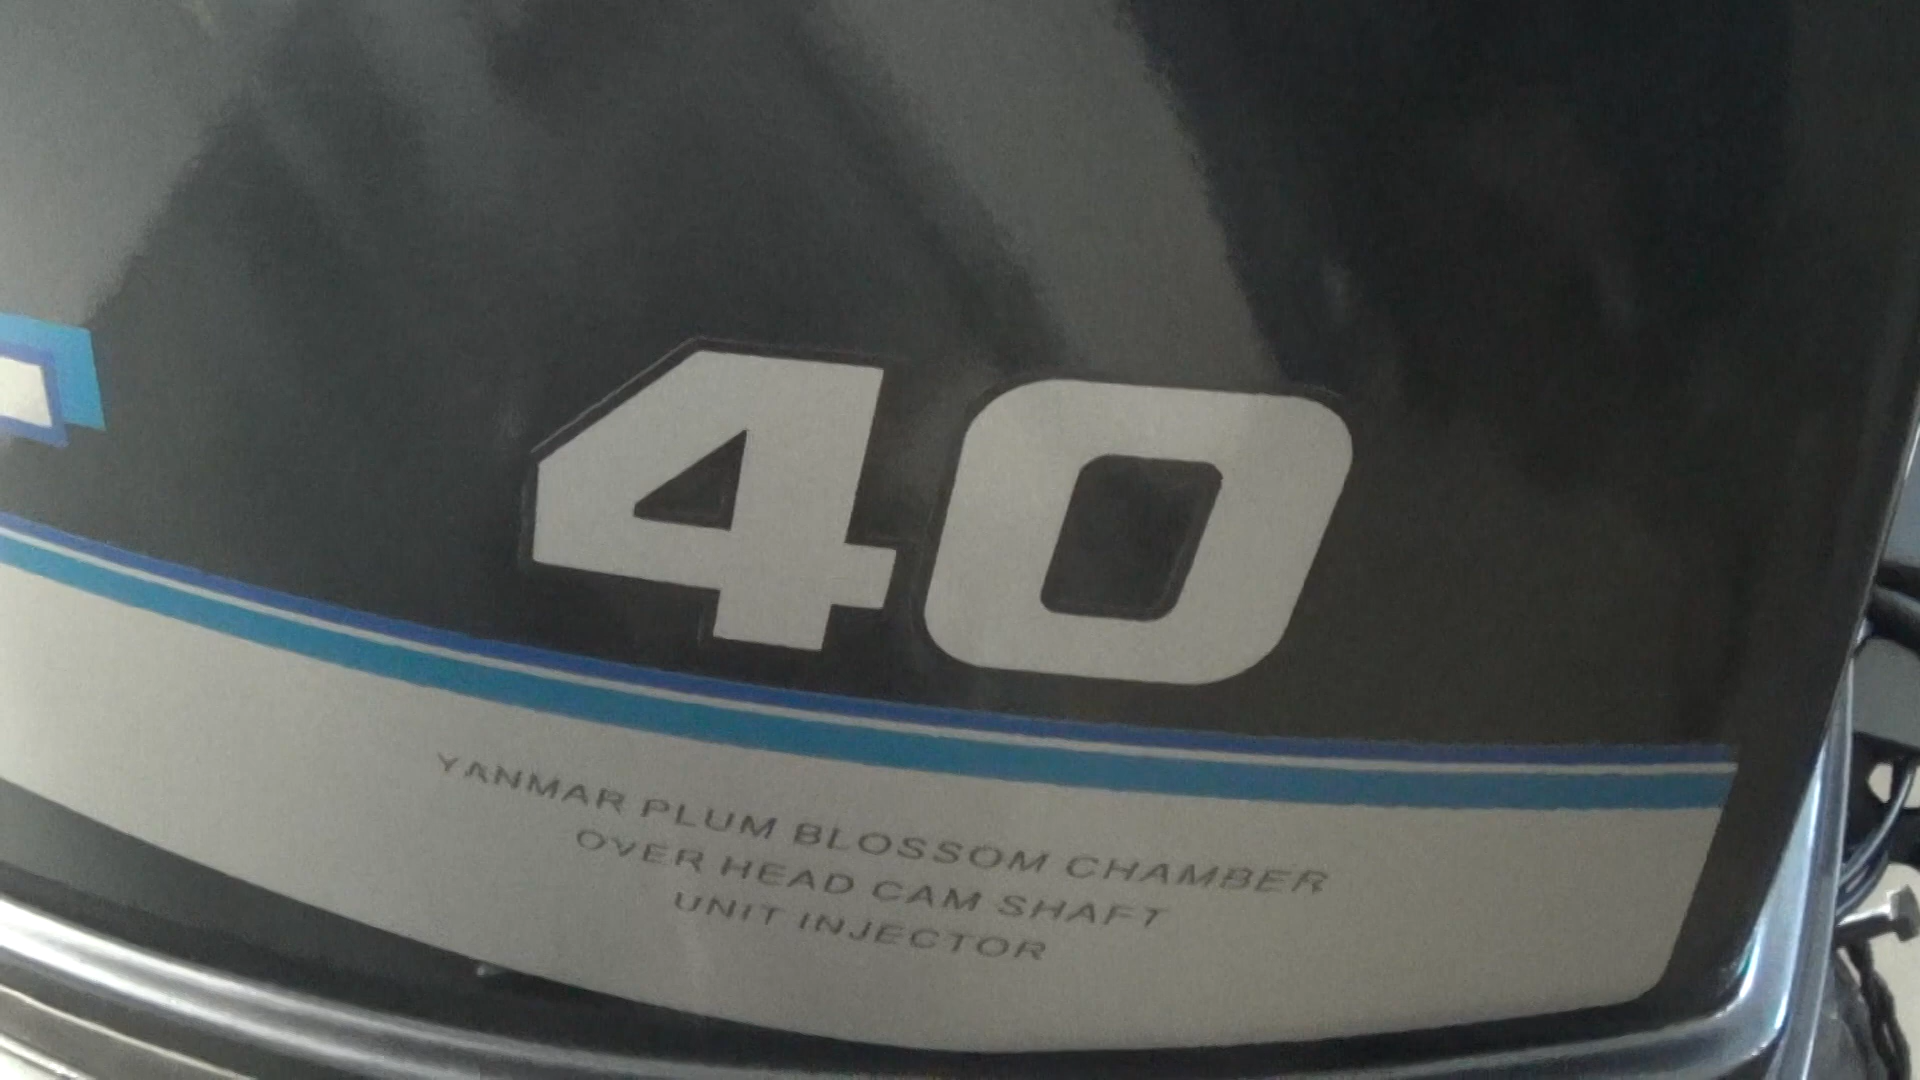 40
YANMAR PLUM BLOSSOM CHAMBER
OVER HEAD CAM SHAFT
UNIT INJECTOR